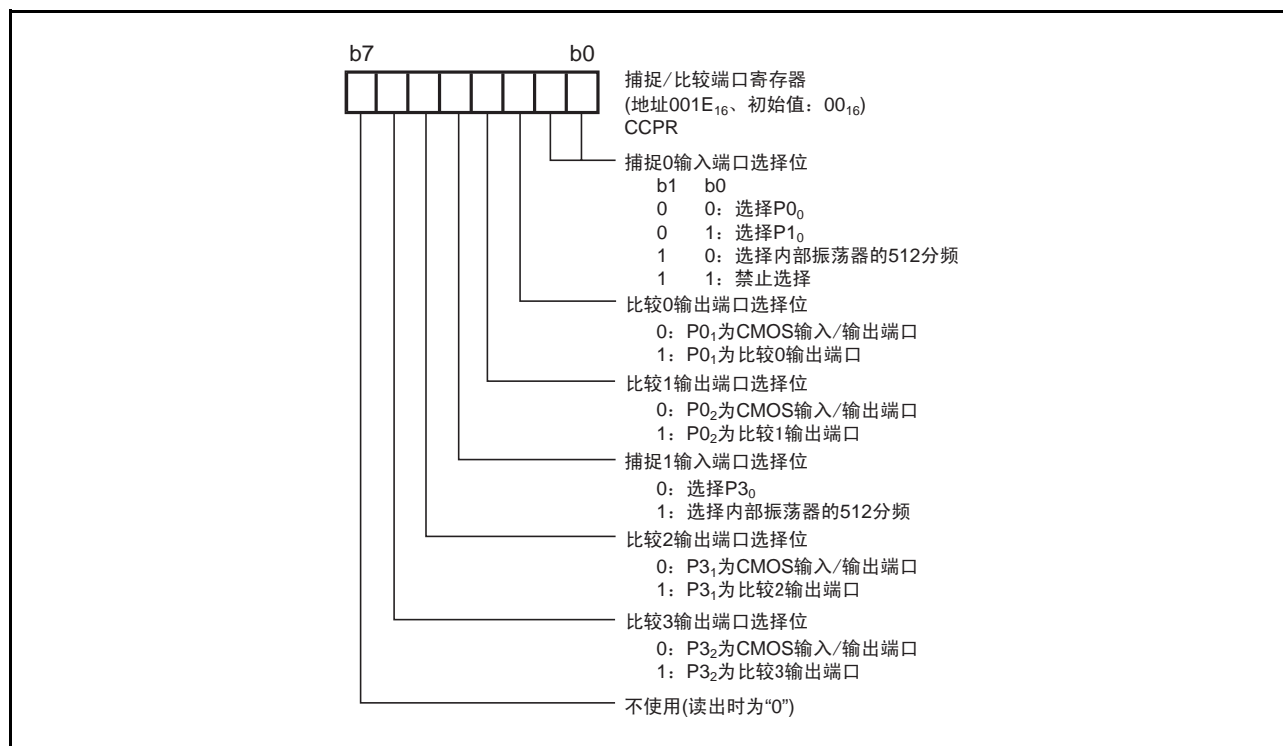 b7 b0
捕捉/比较端口寄存器
(地址001E₁₆、初始值：00₁₆)
CCPR
捕捉0输入端口选择位
b1 b0
0 0：选择P0₀
0 1：选择P1₀
1 0：选择内部振荡器的512分频
1 1：禁止选择
比较0输出端口选择位
0：P0₁为CMOS输入/输出端口
1：P0₁为比较0输出端口
比较1输出端口选择位
0：P0₂为CMOS输入/输出端口
1：P0₂为比较1输出端口
捕捉1输入端口选择位
0：选择P3₀
1：选择内部振荡器的512分频
比较2输出端口选择位
0：P3₁为CMOS输入/输出端口
1：P3₁为比较2输出端口
比较3输出端口选择位
0：P3₂为CMOS输入/输出端口
1：P3₂为比较3输出端口
不使用(读出时为“0”)